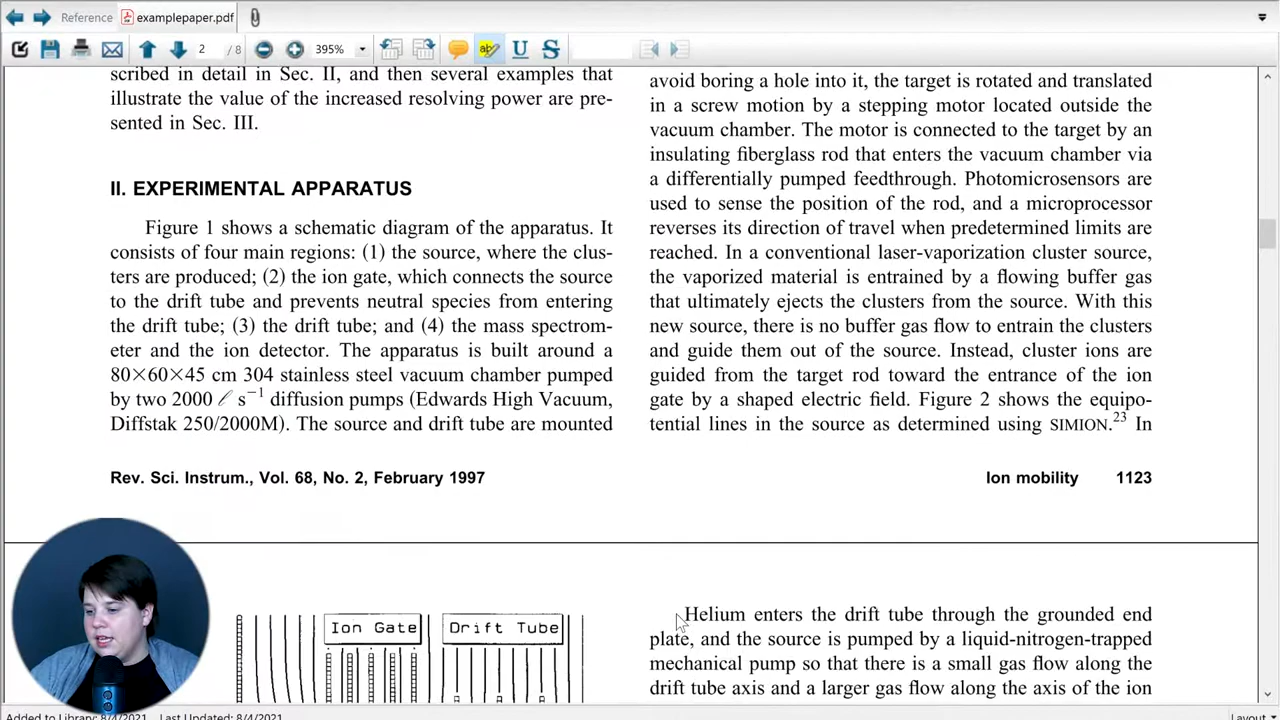 Reference examplepaper.pdf
2 / 8 395%
scribed in detail in Sec. II, and then several examples that
illustrate the value of the increased resolving power are pre-
sented in Sec. III.
II. EXPERIMENTAL APPARATUS
Figure 1 shows a schematic diagram of the apparatus. It
consists of four main regions: (1) the source, where the clus-
ters are produced; (2) the ion gate, which connects the source
to the drift tube and prevents neutral species from entering
the drift tube; (3) the drift tube; and (4) the mass spectrom-
eter and the ion detector. The apparatus is built around a
80×60×45 cm 304 stainless steel vacuum chamber pumped
by two 2000 ℓ s⁻¹ diffusion pumps (Edwards High Vacuum,
Diffstak 250/2000M). The source and drift tube are mounted
avoid boring a hole into it, the target is rotated and translated
in a screw motion by a stepping motor located outside the
vacuum chamber. The motor is connected to the target by an
insulating fiberglass rod that enters the vacuum chamber via
a differentially pumped feedthrough. Photomicrosensors are
used to sense the position of the rod, and a microprocessor
reverses its direction of travel when predetermined limits are
reached. In a conventional laser-vaporization cluster source,
the vaporized material is entrained by a flowing buffer gas
that ultimately ejects the clusters from the source. With this
new source, there is no buffer gas flow to entrain the clusters
and guide them out of the source. Instead, cluster ions are
guided from the target rod toward the entrance of the ion
gate by a shaped electric field. Figure 2 shows the equipo-
tential lines in the source as determined using SIMION.²³ In
Rev. Sci. Instrum., Vol. 68, No. 2, February 1997
Ion mobility 1123
Ion Gate Drift Tube
Helium enters the drift tube through the grounded end
plate, and the source is pumped by a liquid-nitrogen-trapped
mechanical pump so that there is a small gas flow along the
drift tube axis and a larger gas flow along the axis of the ion
Added to Library: 8/4/2021 Last Updated: 8/4/2021
Layout